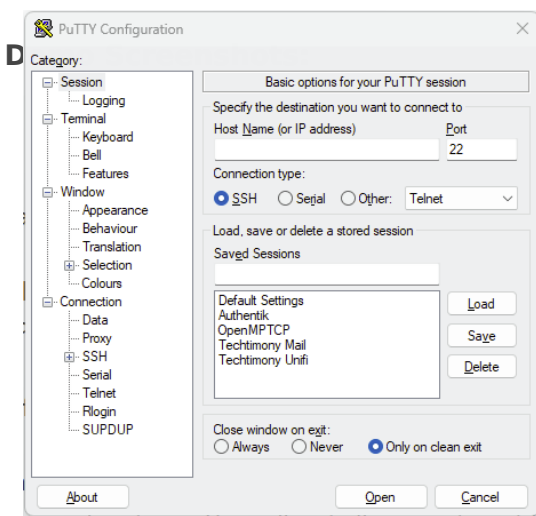 PuTTY Configuration
D
Category:
Session
Logging
Terminal
Keyboard
Bell
Features
Window
Appearance
Behaviour
Translation
Selection
Colours
Connection
Data
Proxy
SSH
Serial
Telnet
Rlogin
SUPDUP
Basic options for your PuTTY session
Specify the destination you want to connect to
Host Name (or IP address) Port
22
Connection type:
SSH Serial Other: Telnet
Load, save or delete a stored session
Saved Sessions
Default Settings
Authentik
OpenMPTCP
Techtimony Mail
Techtimony Unifi
Load
Save
Delete
Close window on exit:
Always Never Only on clean exit
About Open Cancel